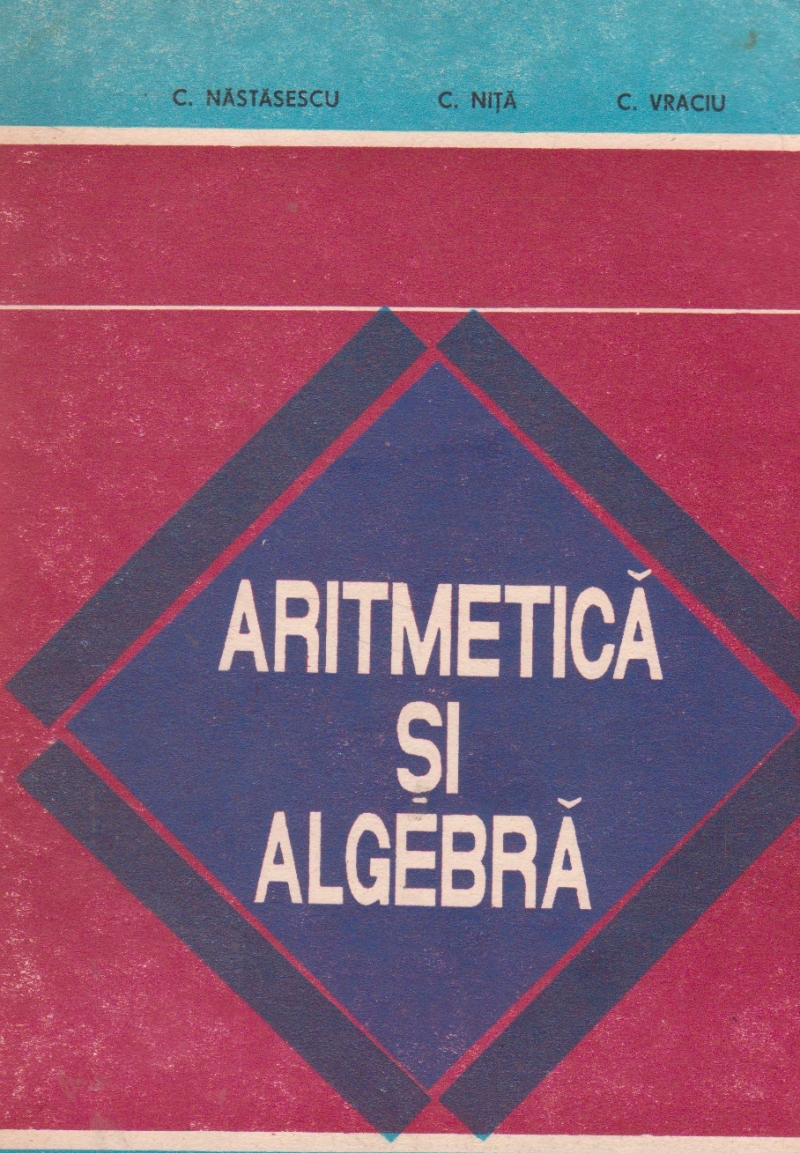 C. NĂSTĂSESCU C. NIȚĂ C. VRACIU
ARITMETICĂ
ȘI
ALGEBRĂ